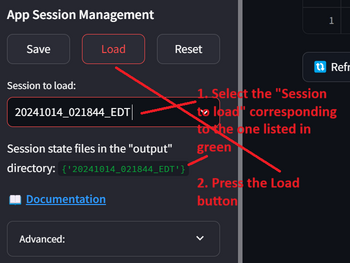 App Session Management
Save
Load
Reset
Session to load:
20241014_021844_EDT
Session state files in the "output"
directory: {'20241014_021844_EDT'}
📖 Documentation
Advanced:
1
Refr
1. Select the "Session
to load" corresponding
to the one listed in
green
2. Press the Load
button